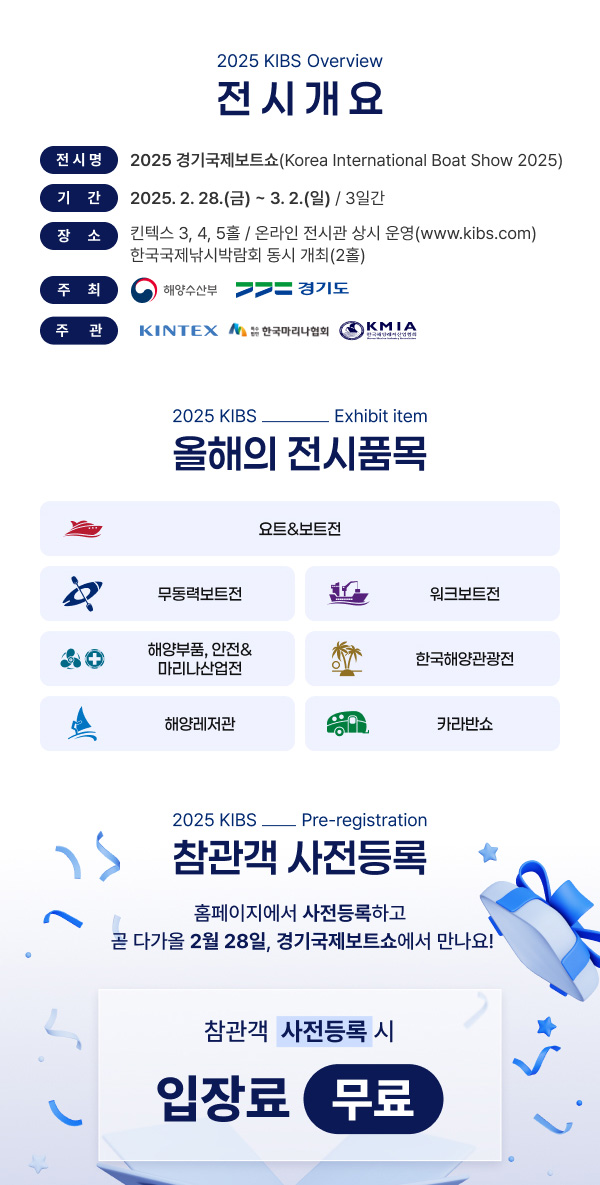 2025 KIBS Overview
전시개요
전시명 2025 경기국제보트쇼(Korea International Boat Show 2025)
기 간 2025. 2. 28.(금) ~ 3. 2.(일) / 3일간
장 소 킨텍스 3, 4, 5홀 / 온라인 전시관 상시 운영(www.kibs.com)
한국국제낚시박람회 동시 개최(2홀)
주 최 해양수산부 경기도
주 관 KINTEX 한국마리나협회 KMIA
2025 KIBS Exhibit item
올해의 전시품목
요트&보트전
무동력보트전 워크보트전
해양부품, 안전&
마리나산업전
한국해양관광전
해양레저관 카라반쇼
2025 KIBS Pre-registration
참관객 사전등록
홈페이지에서 사전등록하고
곧 다가올 2월 28일, 경기국제보트쇼에서 만나요!
참관객 사전등록 시
입장료 무료